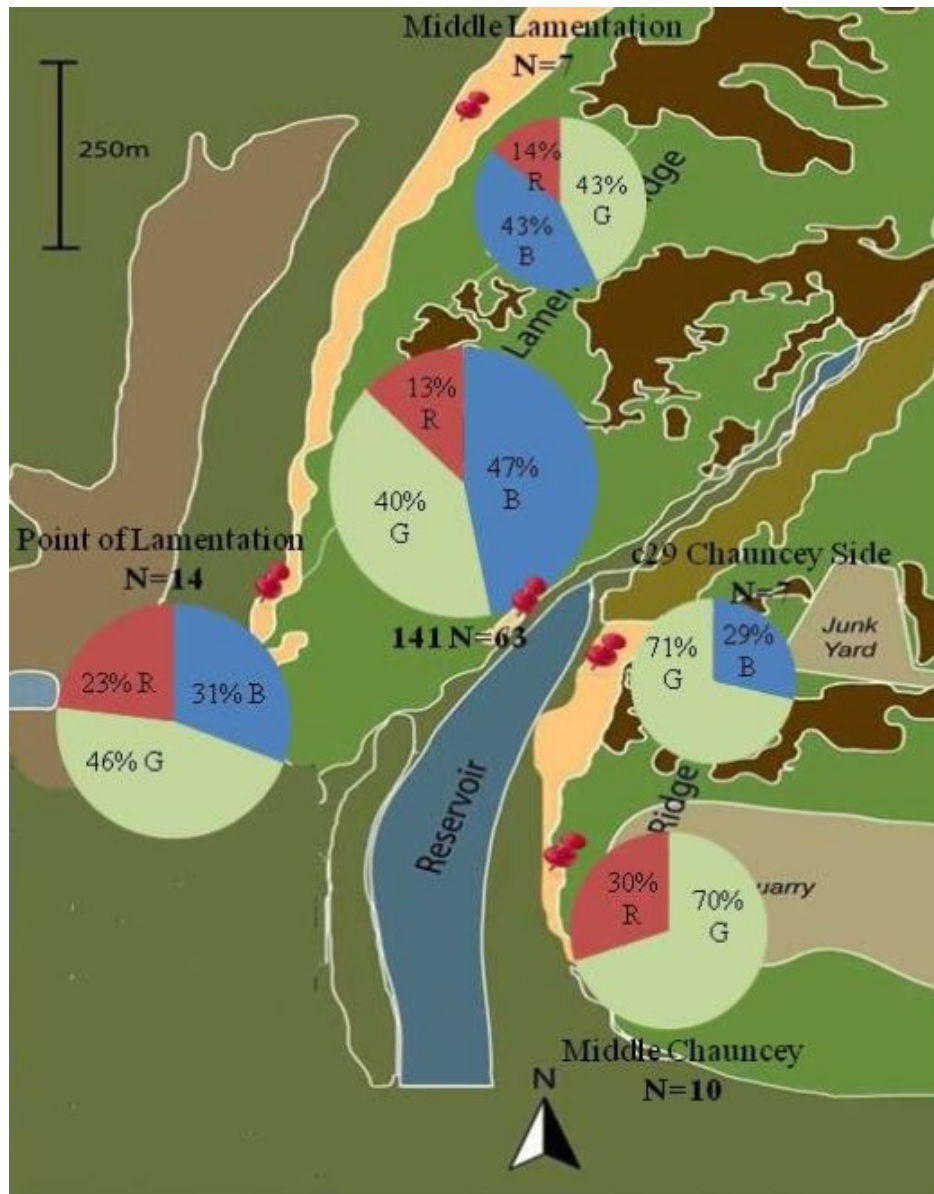 Middle Lamentation
N=7
250m
14%
R
43%
G
43%
B
13%
R
47%
B
40%
G
Point of Lamentation
N=14
c29 Chauncey Side
N=7
141 N=63
23% R
31% B
46% G
71%
G
29%
B
Junk
Yard
Reservoir
Ridge
30%
R
70%
G
Middle Chauncey
N=10
N